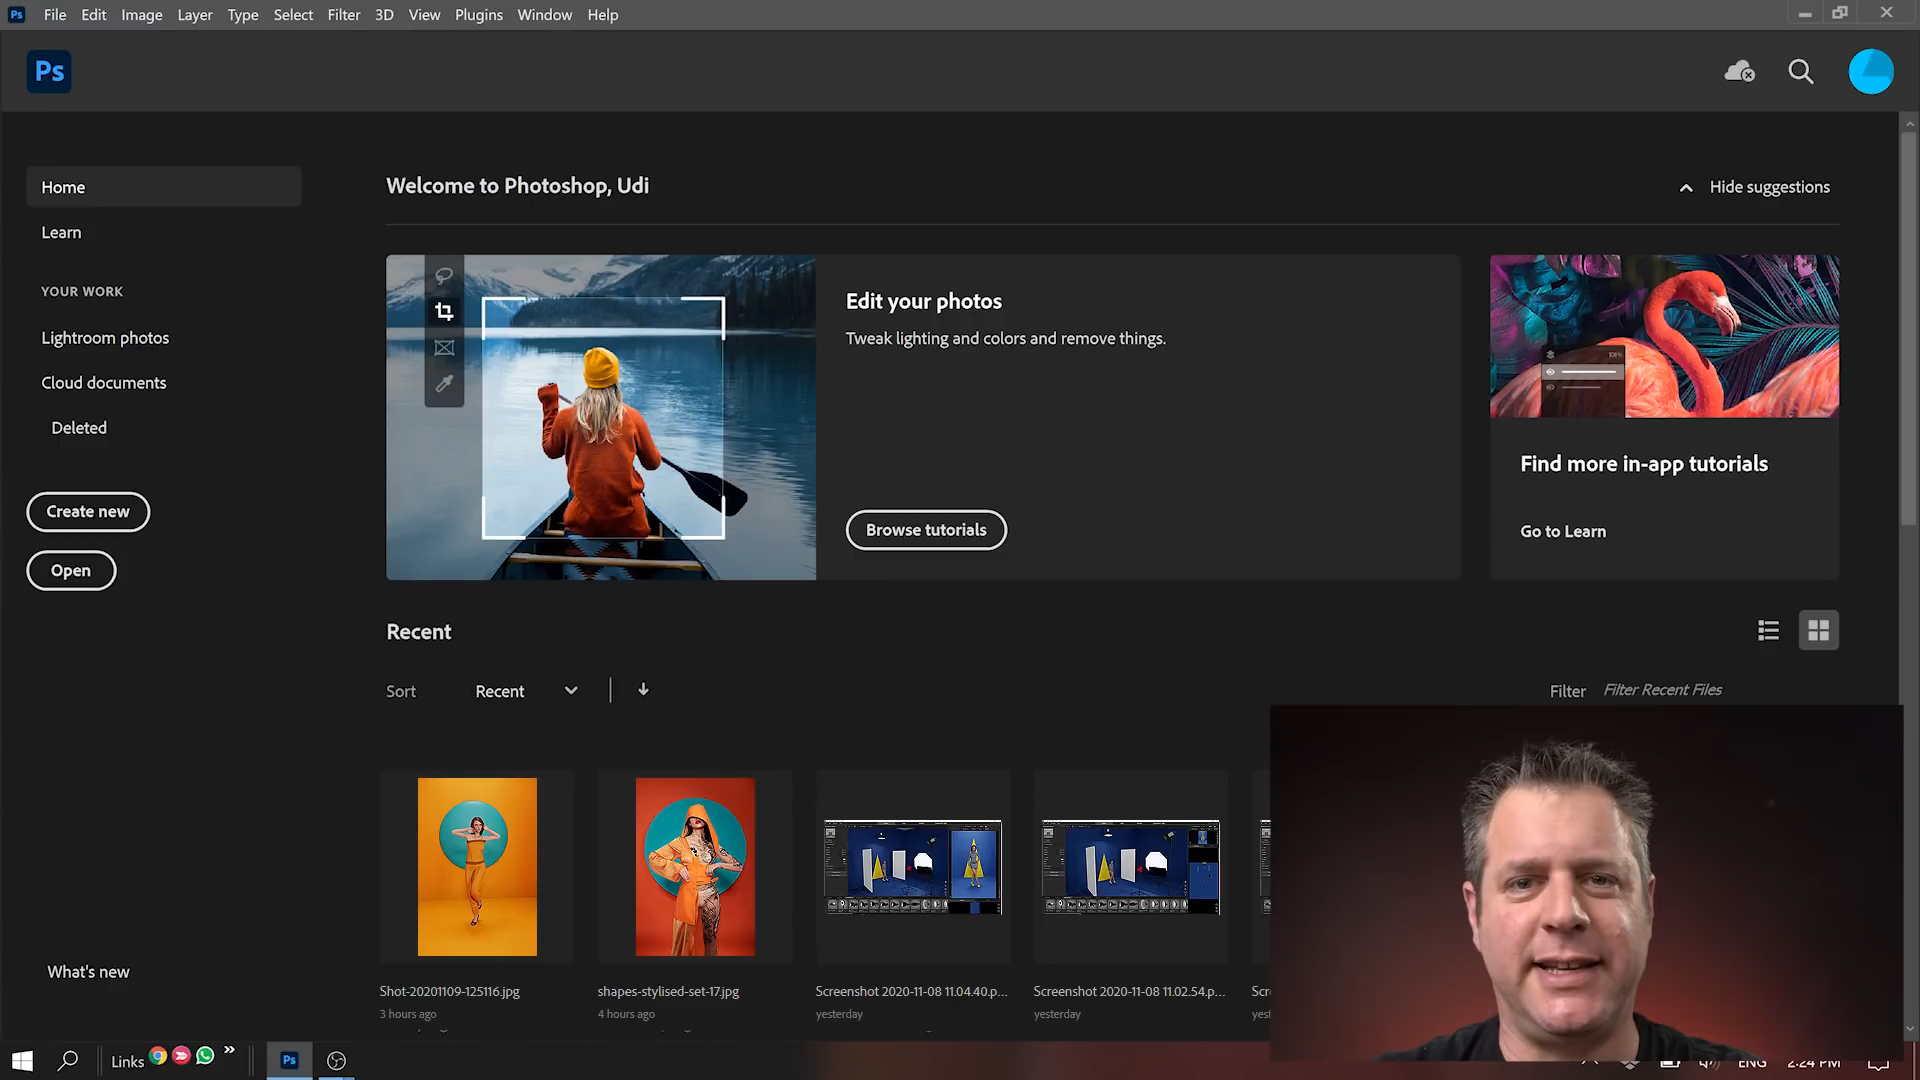 Ps File Edit Image Layer Type Select Filter 3D View Plugins Window Help
Ps
Home
Learn
YOUR WORK
Lightroom photos
Cloud documents
Deleted
Create new
Open
What's new
Welcome to Photoshop, Udi
Hide suggestions
Edit your photos
Tweak lighting and colors and remove things.
Browse tutorials
Find more in-app tutorials
Go to Learn
Recent
Sort Recent
Filter Filter Recent Files
Shot-20201109-125116.jpg
3 hours ago
shapes-stylised-set-17.jpg
4 hours ago
Screenshot 2020-11-08 11.04.40.p...
yesterday
Screenshot 2020-11-08 11.02.54.p...
yesterday
Links
Ps
ENG
2:24 PM